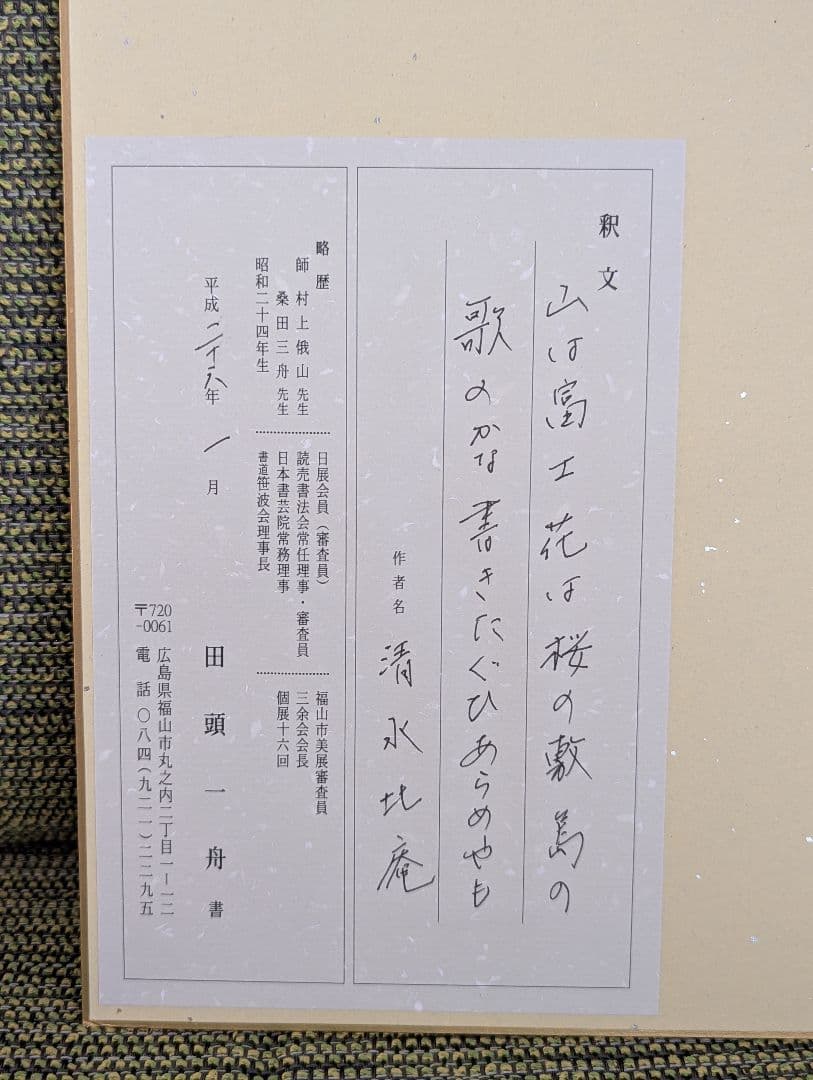 釈文
山は富士花は桜の敷島の
歌のかな書きたぐひあらめやも
作者名 清水比庵
略歴
師 村上俄山先生
桑田三舟先生
昭和二十四年生
日展会員（審査員）
読売書法会常任理事・審査員
日本書芸院常務理事
書道笹波会理事長
福山市美展審査員
三余会会長
個展十六回
平成二十六年一月
田頭一舟書
〒720-0061 広島県福山市丸之内二丁目一ー一二
電話〇八四(九二一)二二九五